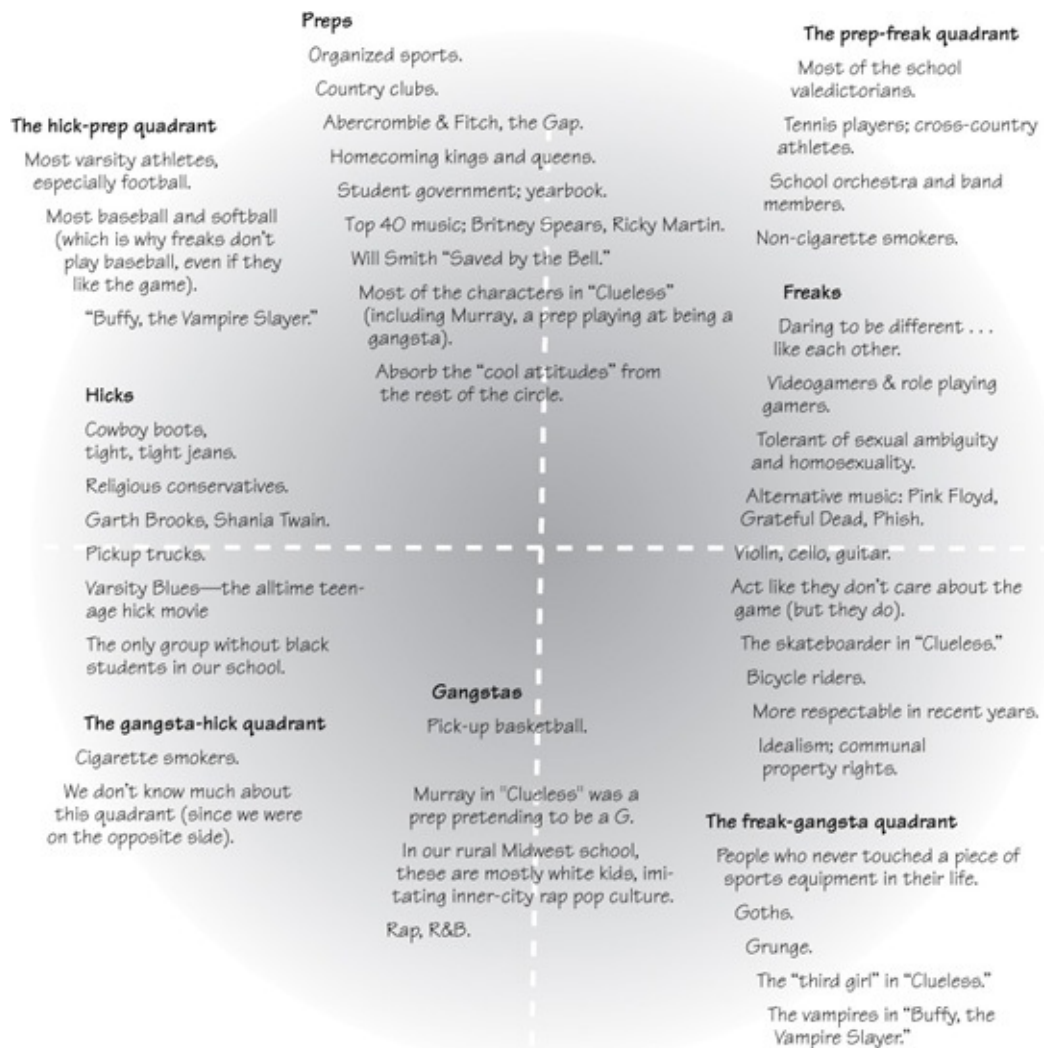 Preps
Organized sports.
Country clubs.
Abercrombie & Fitch, the Gap.
Homecoming kings and queens.
Student government; yearbook.
Top 40 music; Britney Spears, Ricky Martin.
Will Smith “Saved by the Bell.”
Most of the characters in “Clueless”
(including Murray, a prep playing at being a
gangsta).
Absorb the “cool attitudes” from
the rest of the circle.
The prep-freak quadrant
Most of the school
valedictorians.
Tennis players; cross-country
athletes.
School orchestra and band
members.
Non-cigarette smokers.
The hick-prep quadrant
Most varsity athletes,
especially football.
Most baseball and softball
(which is why freaks don’t
play baseball, even if they
like the game).
“Buffy, the Vampire Slayer.”
Freaks
Daring to be different . . .
like each other.
Videogamers & role playing
gamers.
Tolerant of sexual ambiguity
and homosexuality.
Alternative music: Pink Floyd,
Grateful Dead, Phish.
Violin, cello, guitar.
Act like they don’t care about the
game (but they do).
The skateboarder in “Clueless.”
Bicycle riders.
More respectable in recent years.
Idealism; communal
property rights.
Hicks
Cowboy boots,
tight, tight jeans.
Religious conservatives.
Garth Brooks, Shania Twain.
Pickup trucks.
Varsity Blues—the alltime teen-
age hick movie
The only group without black
students in our school.
The gangsta-hick quadrant
Cigarette smokers.
We don’t know much about
this quadrant (since we were
on the opposite side).
Gangstas
Pick-up basketball.
Murray in "Clueless" was a
prep pretending to be a G.
In our rural Midwest school,
these are mostly white kids, imi-
tating inner-city rap pop culture.
Rap, R&B.
The freak-gangsta quadrant
People who never touched a piece of
sports equipment in their life.
Goths.
Grunge.
The “third girl” in “Clueless.”
The vampires in “Buffy, the
Vampire Slayer.”